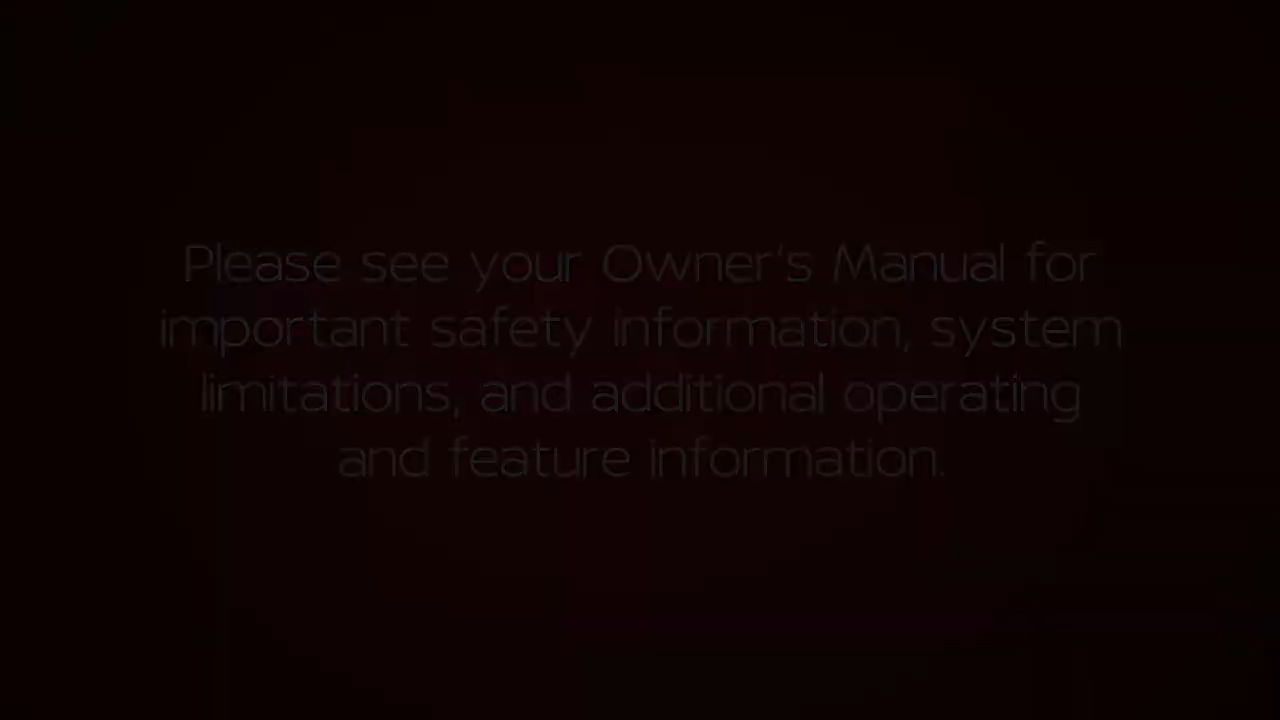 Please see your Owner's Manual for
important safety information, system
limitations, and additional operating
and feature information.